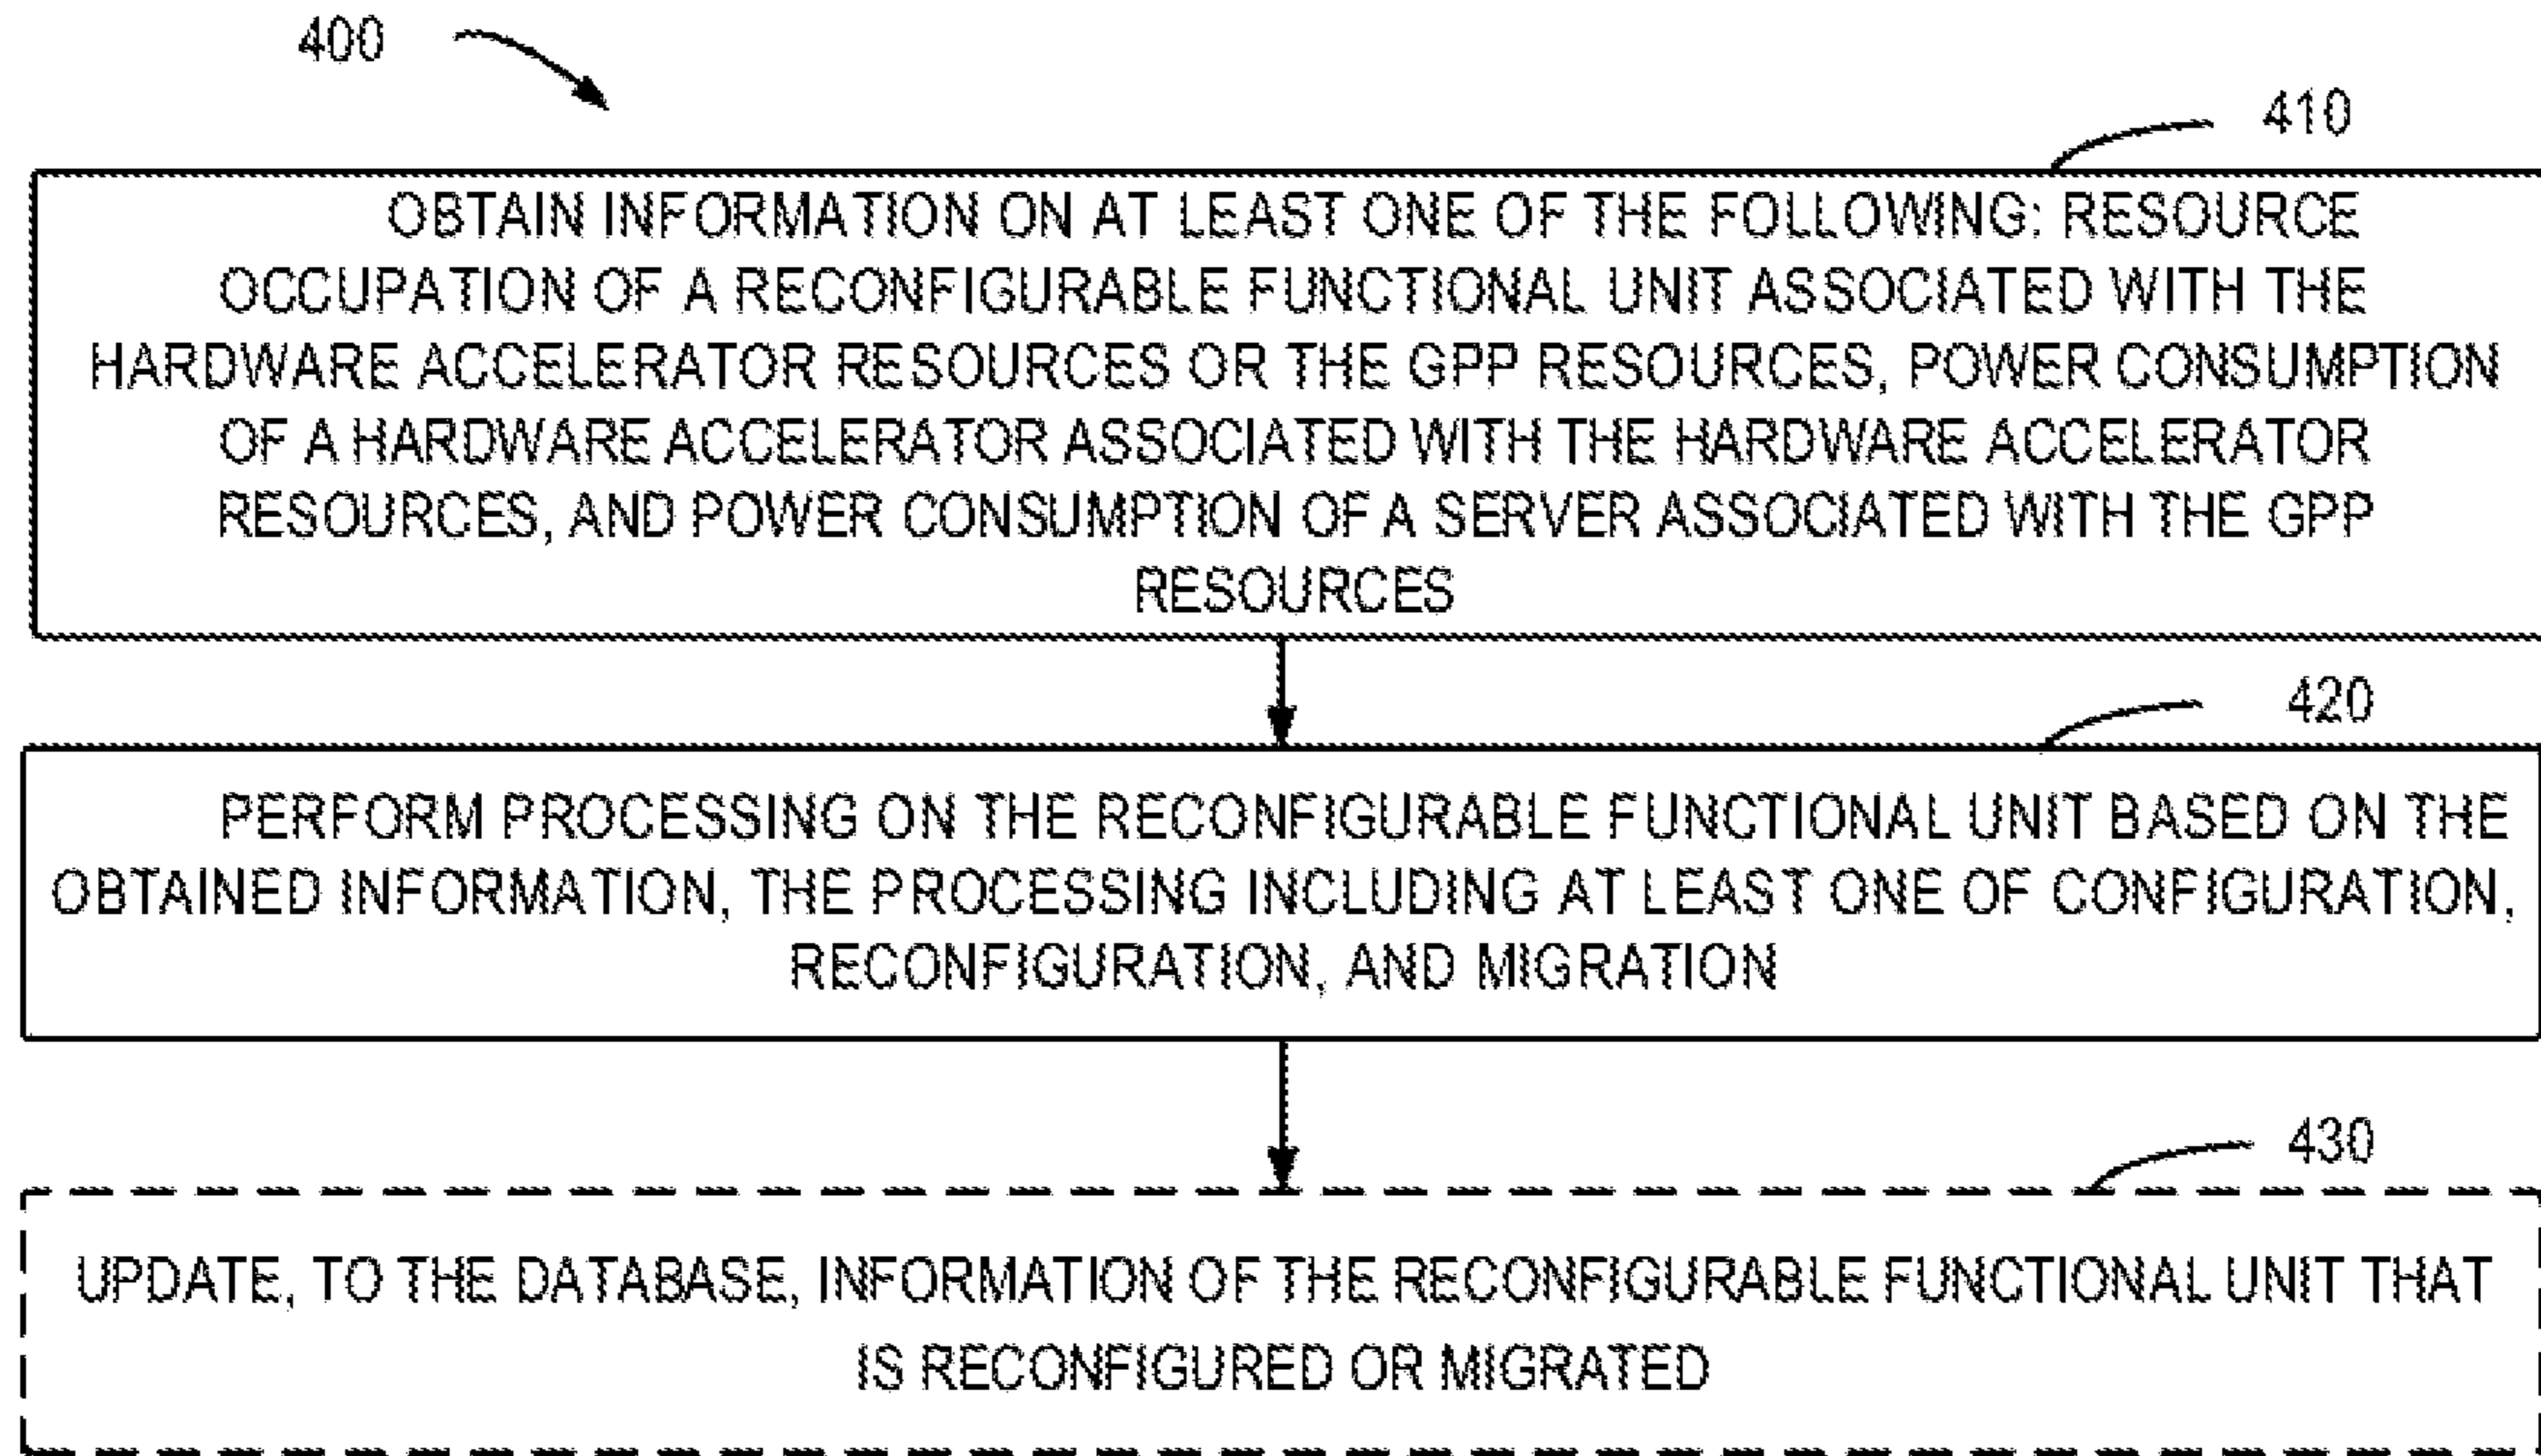 400
410
OBTAIN INFORMATION ON AT LEAST ONE OF THE FOLLOWING: RESOURCE
OCCUPATION OF A RECONFIGURABLE FUNCTIONAL UNIT ASSOCIATED WITH THE
HARDWARE ACCELERATOR RESOURCES OR THE GPP RESOURCES, POWER CONSUMPTION
OF A HARDWARE ACCELERATOR ASSOCIATED WITH THE HARDWARE ACCELERATOR
RESOURCES, AND POWER CONSUMPTION OF A SERVER ASSOCIATED WITH THE GPP
RESOURCES
420
PERFORM PROCESSING ON THE RECONFIGURABLE FUNCTIONAL UNIT BASED ON THE
OBTAINED INFORMATION, THE PROCESSING INCLUDING AT LEAST ONE OF CONFIGURATION,
RECONFIGURATION, AND MIGRATION
430
UPDATE, TO THE DATABASE, INFORMATION OF THE RECONFIGURABLE FUNCTIONAL UNIT THAT
IS RECONFIGURED OR MIGRATED